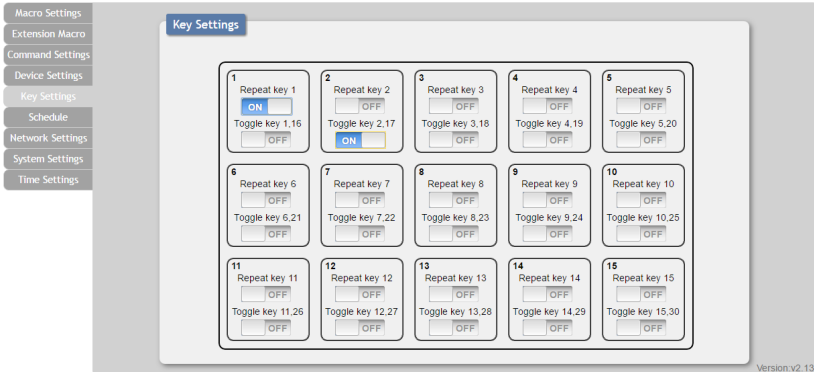 Macro Settings
Extension Macro
Command Settings
Device Settings
Key Settings
Schedule
Network Settings
System Settings
Time Settings
Key Settings
1
Repeat key 1
ON
Toggle key 1,16
OFF
2
Repeat key 2
OFF
Toggle key 2,17
ON
3
Repeat key 3
OFF
Toggle key 3,18
OFF
4
Repeat key 4
OFF
Toggle key 4,19
OFF
5
Repeat key 5
OFF
Toggle key 5,20
OFF
6
Repeat key 6
OFF
Toggle key 6,21
OFF
7
Repeat key 7
OFF
Toggle key 7,22
OFF
8
Repeat key 8
OFF
Toggle key 8,23
OFF
9
Repeat key 9
OFF
Toggle key 9,24
OFF
10
Repeat key 10
OFF
Toggle key 10,25
OFF
11
Repeat key 11
OFF
Toggle key 11,26
OFF
12
Repeat key 12
OFF
Toggle key 12,27
OFF
13
Repeat key 13
OFF
Toggle key 13,28
OFF
14
Repeat key 14
OFF
Toggle key 14,29
OFF
15
Repeat key 15
OFF
Toggle key 15,30
OFF
Version:v2.13